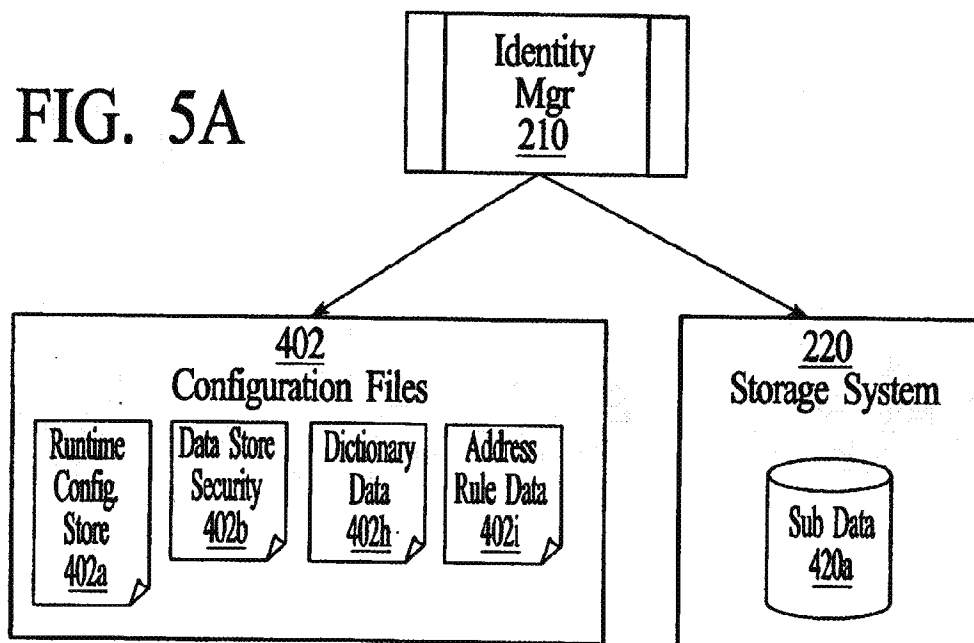 FIG. 5A
Identity
Mgr
210
402
Configuration Files
Runtime
Config.
Store
402a
Data Store
Security
402b
Dictionary
Data
402h
Address
Rule Data
402i
220
Storage System
Sub Data
420a